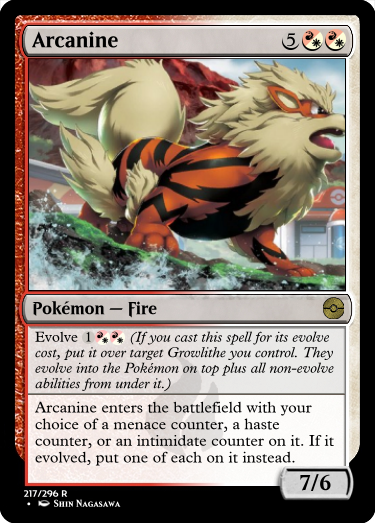 Arcanine 5
Pokémon — Fire
Evolve 1 (If you cast this spell for its evolve
cost, put it over target Growlithe you control. They
evolve into the Pokémon on top plus all non-evolve
abilities from under it.)
Arcanine enters the battlefield with your
choice of a menace counter, a haste
counter, or an intimidate counter on it. If it
evolved, put one of each on it instead.
7/6
217/296 R
• Shin Nagasawa